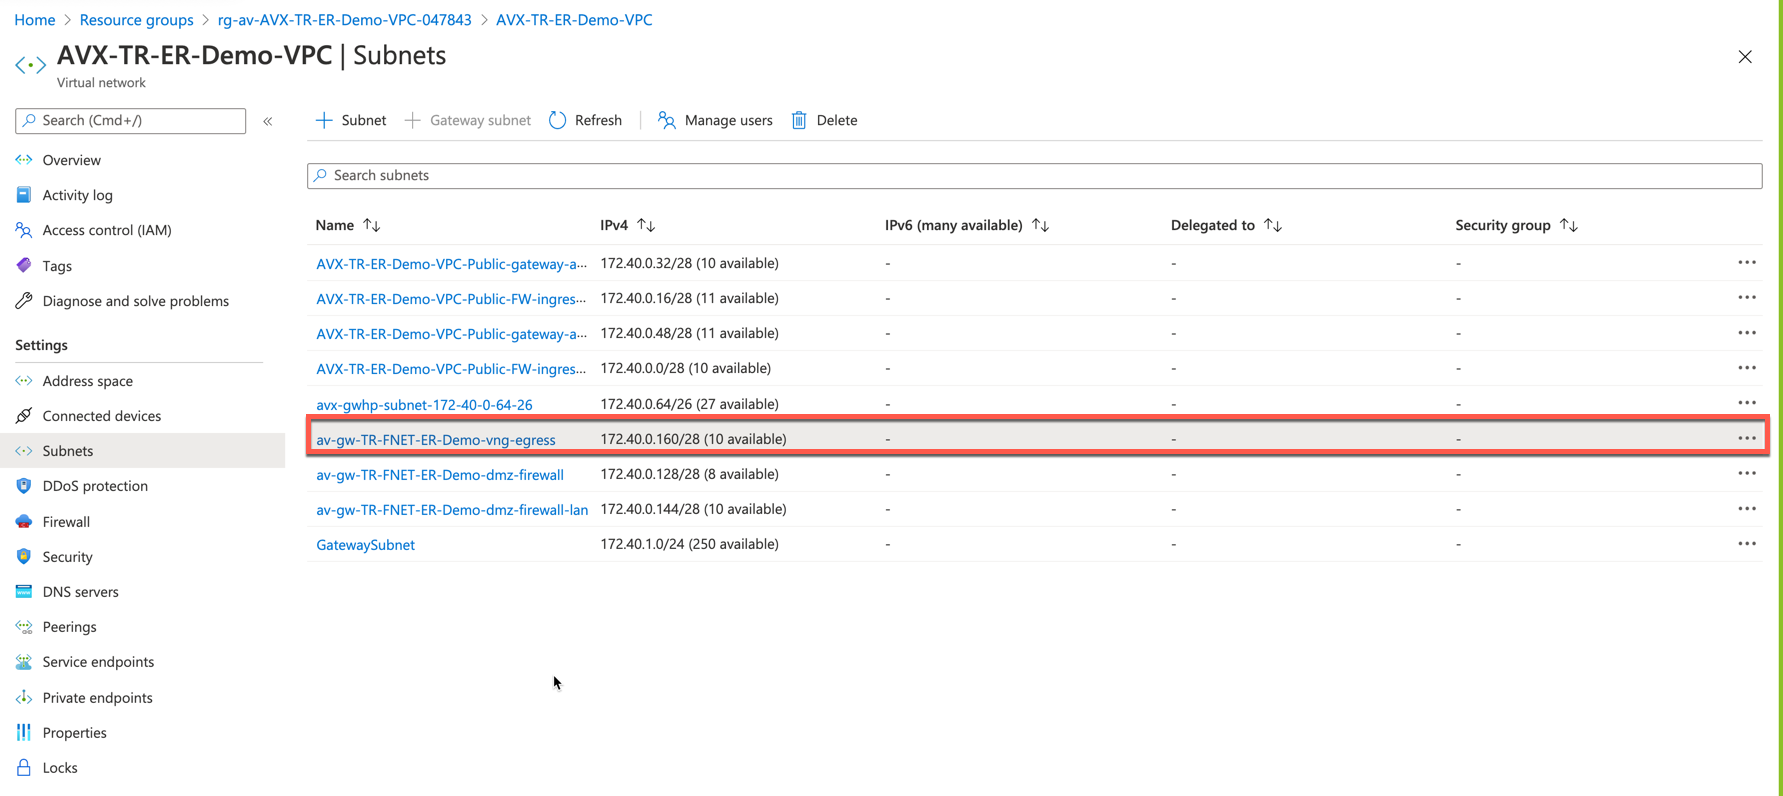 Home > Resource groups > rg-av-AVX-TR-ER-Demo-VPC-047843 > AVX-TR-ER-Demo-VPC
AVX-TR-ER-Demo-VPC | Subnets
Virtual network
Search (Cmd+/)
«
Subnet
Gateway subnet
Refresh
Manage users
Delete
Overview
Activity log
Access control (IAM)
Tags
Diagnose and solve problems
Settings
Address space
Connected devices
Subnets
DDoS protection
Firewall
Security
DNS servers
Peerings
Service endpoints
Private endpoints
Properties
Locks
Search subnets
Name ↑↓ IPv4 ↑↓ IPv6 (many available) ↑↓ Delegated to ↑↓ Security group ↑↓
AVX-TR-ER-Demo-VPC-Public-gateway-a... 172.40.0.32/28 (10 available) - - - ...
AVX-TR-ER-Demo-VPC-Public-FW-ingres... 172.40.0.16/28 (11 available) - - - ...
AVX-TR-ER-Demo-VPC-Public-gateway-a... 172.40.0.48/28 (11 available) - - - ...
AVX-TR-ER-Demo-VPC-Public-FW-ingres... 172.40.0.0/28 (10 available) - - - ...
avx-gwhp-subnet-172-40-0-64-26 172.40.0.64/26 (27 available) - - - ...
av-gw-TR-FNET-ER-Demo-vng-egress 172.40.0.160/28 (10 available) - - - ...
av-gw-TR-FNET-ER-Demo-dmz-firewall 172.40.0.128/28 (8 available) - - - ...
av-gw-TR-FNET-ER-Demo-dmz-firewall-lan 172.40.0.144/28 (10 available) - - - ...
GatewaySubnet 172.40.1.0/24 (250 available) - - - ...